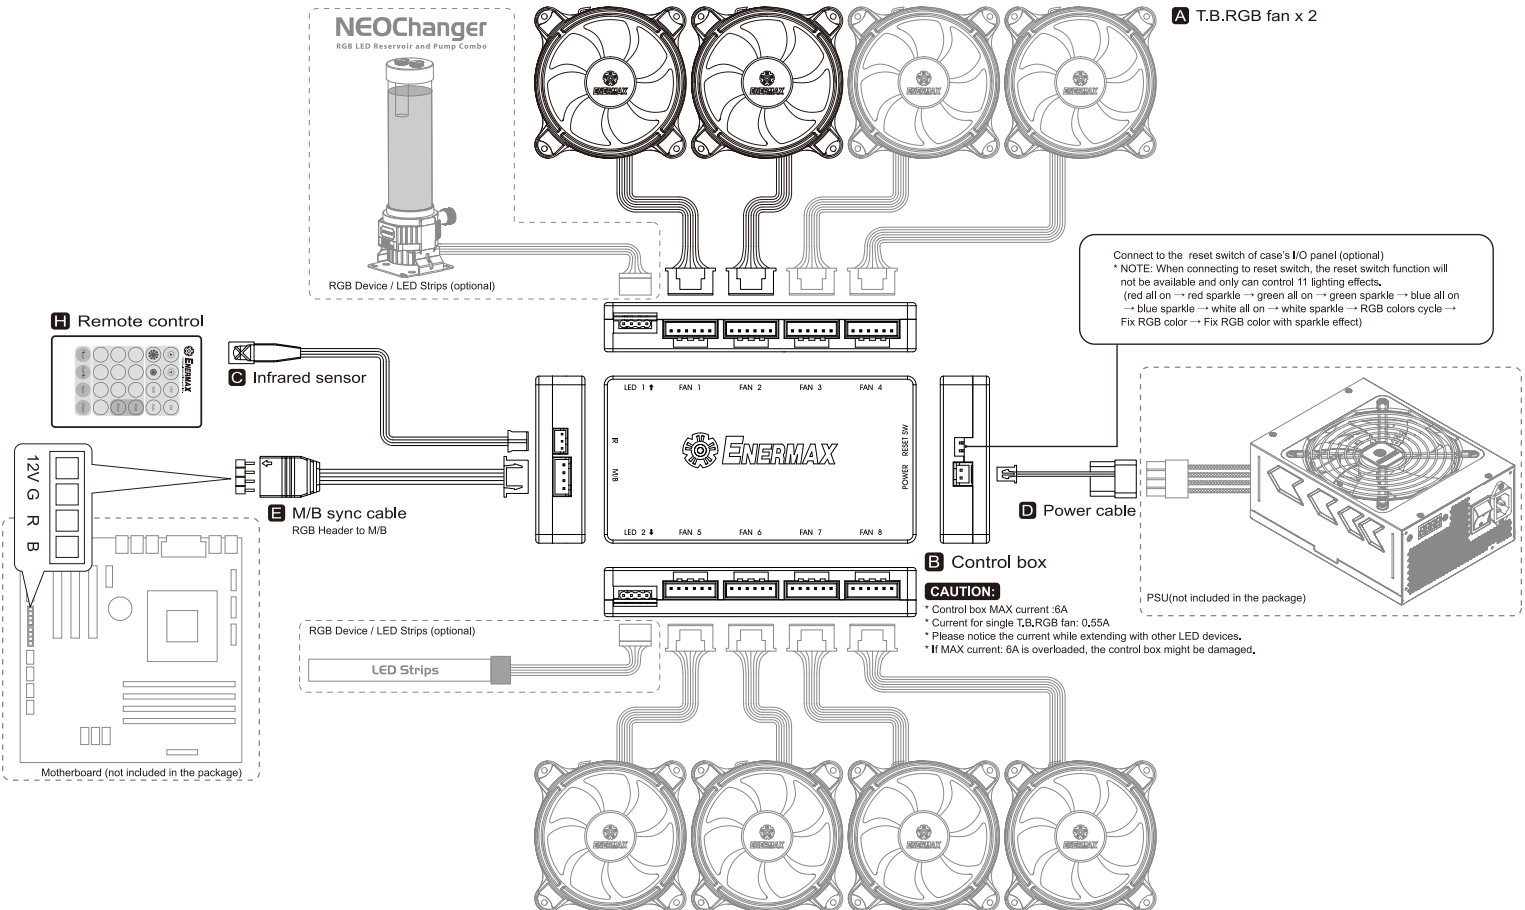 NEOChanger
RGB LED Reservoir and Pump Combo
RGB Device / LED Strips (optional)
ENERMAX
ENERMAX
ENERMAX
ENERMAX
A T.B.RGB fan x 2
Connect to the reset switch of case's I/O panel (optional)
* NOTE: When connecting to reset switch, the reset switch function will
not be available and only can control 11 lighting effects.
(red all on → red sparkle → green all on → green sparkle → blue all on
→ blue sparkle → white all on → white sparkle → RGB colors cycle →
Fix RGB color → Fix RGB color with sparkle effect)
H Remote control
ENERMAX
C Infrared sensor
12V G R B
E M/B sync cable
RGB Header to M/B
Motherboard (not included in the package)
LED 1 ⬆ FAN 1 FAN 2 FAN 3 FAN 4
IR
M/B
ENERMAX
RESET SW
POWER
LED 2 ⬇ FAN 5 FAN 6 FAN 7 FAN 8
D Power cable
PSU(not included in the package)
B Control box
CAUTION:
* Control box MAX current :6A
* Current for single T.B.RGB fan: 0.55A
* Please notice the current while extending with other LED devices.
* If MAX current: 6A is overloaded, the control box might be damaged.
RGB Device / LED Strips (optional)
LED Strips
ENERMAX
ENERMAX
ENERMAX
ENERMAX